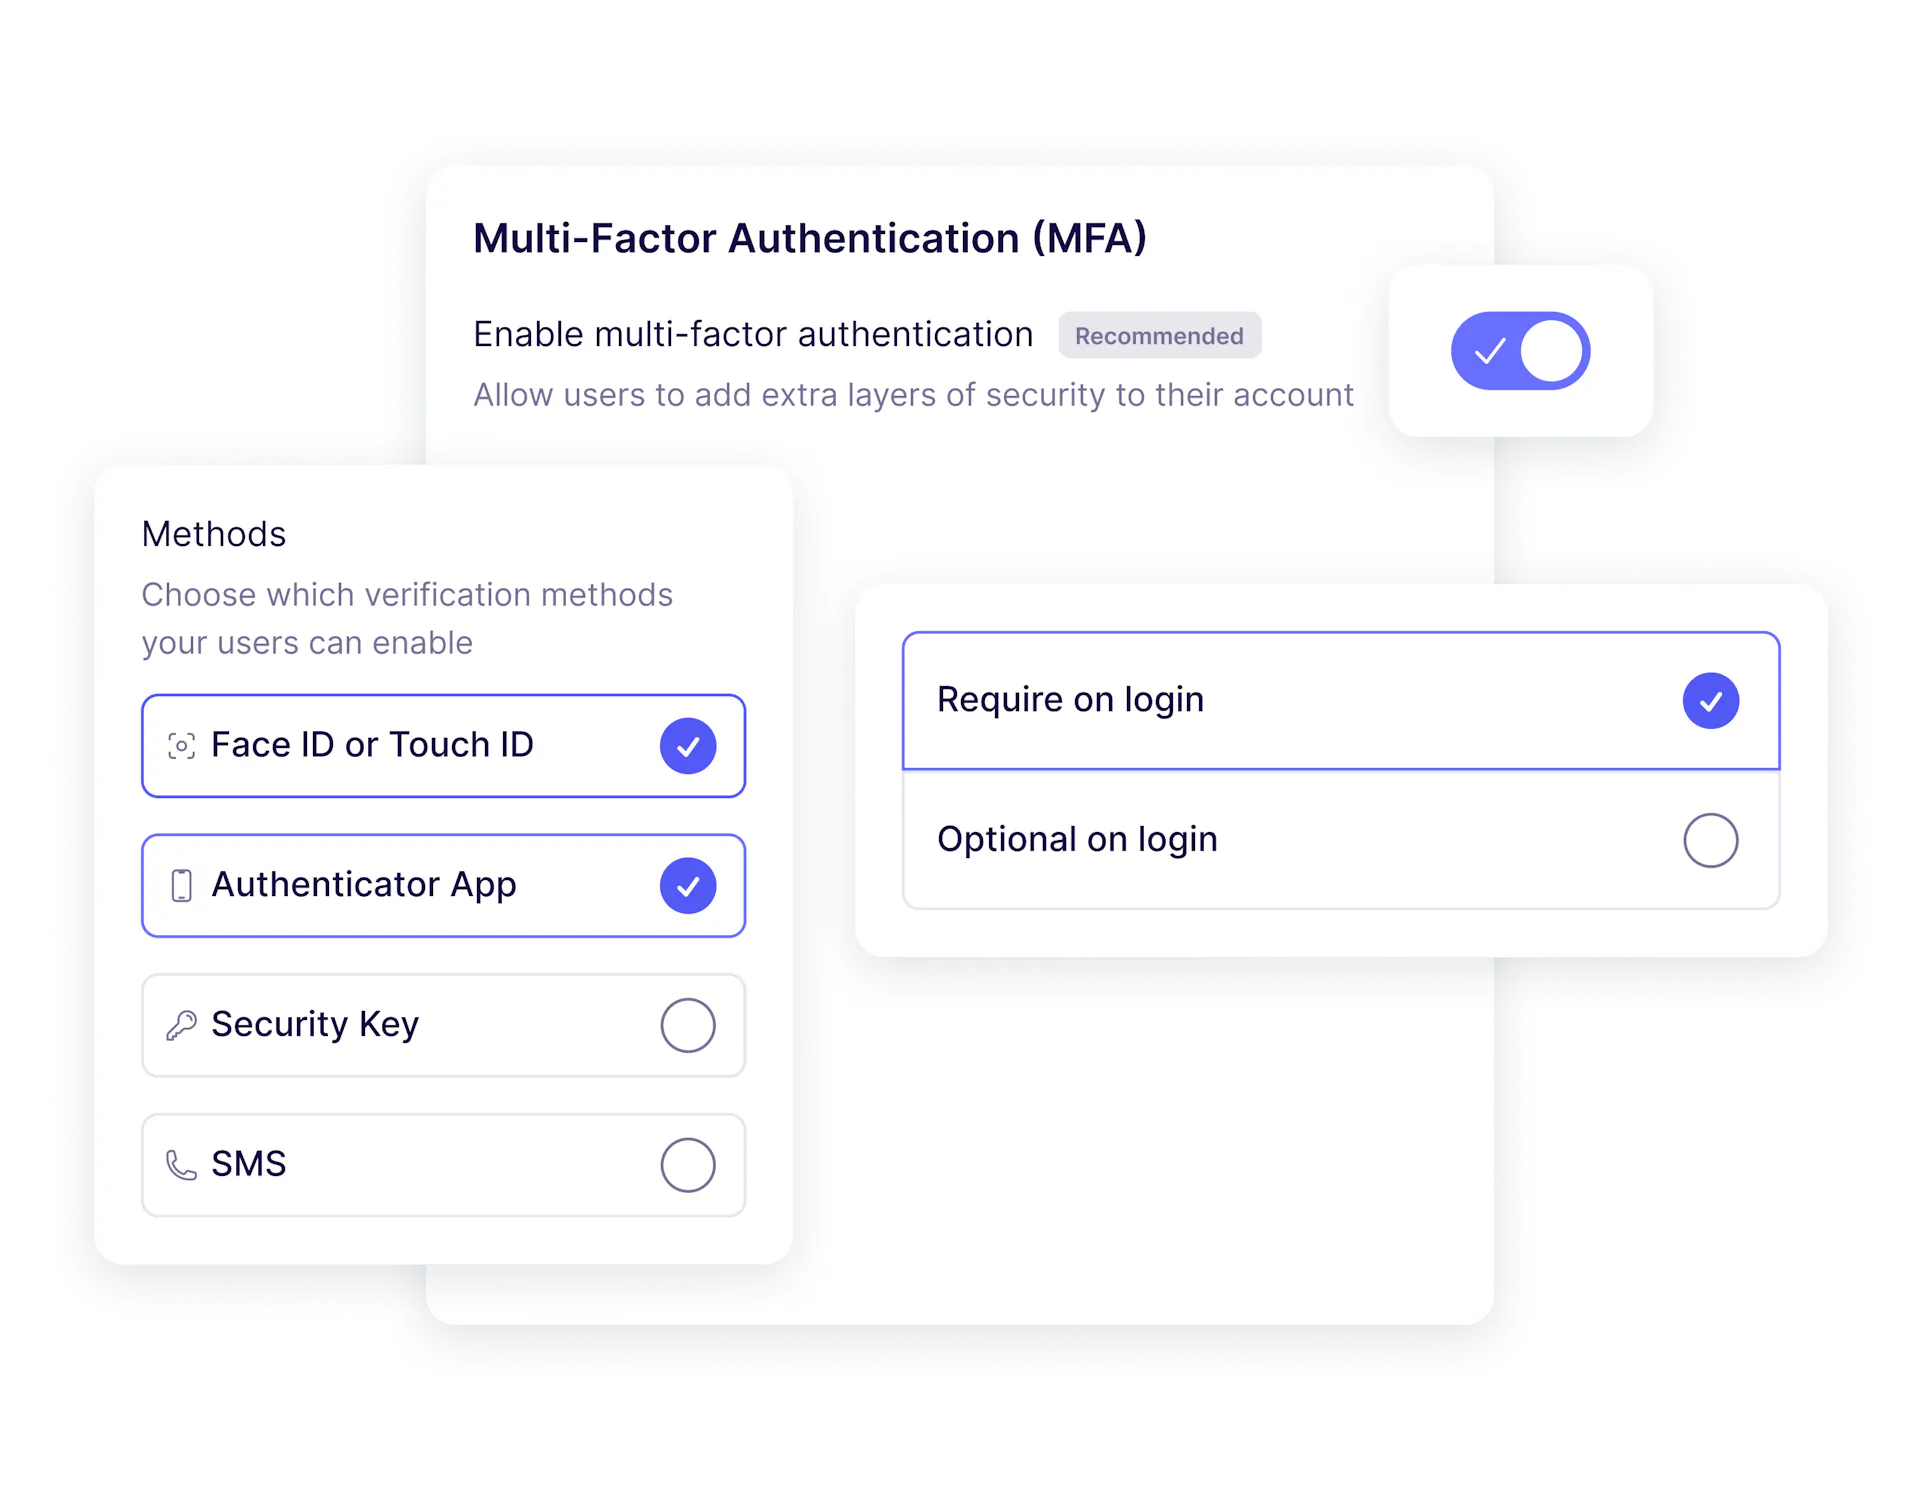 Multi-Factor Authentication (MFA)
Enable multi-factor authentication Recommended
Allow users to add extra layers of security to their account
Methods
Choose which verification methods
your users can enable
Face ID or Touch ID
Authenticator App
Security Key
SMS
Require on login
Optional on login